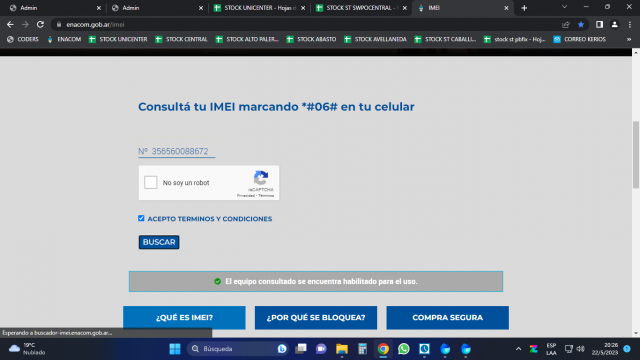 Admin
Admin
STOCK UNICENTER - Hojas d
STOCK ST SWPOCENTRAL -
IMEI
enacom.gob.ar/imei
CODERS ENACOM STOCK UNICENTER STOCK CENTRAL STOCK ALTO PALER... STOCK ABASTO STOCK AVELLANEDA STOCK ST CABALLI... stock st pbfix - Hoj... CORREO KERIOS
Consultá tu IMEI marcando *#06# en tu celular
Nº 356560088672
No soy un robot
reCAPTCHA
Privacidad - Términos
ACEPTO TERMINOS Y CONDICIONES
BUSCAR
El equipo consultado se encuentra habilitado para el uso.
¿QUÉ ES IMEI?
¿POR QUÉ SE BLOQUEA?
COMPRA SEGURA
Esperando a buscador-imei.enacom.gob.ar...
19°C
Nublado
Búsqueda
ESP
LAA
20:26
22/5/2023